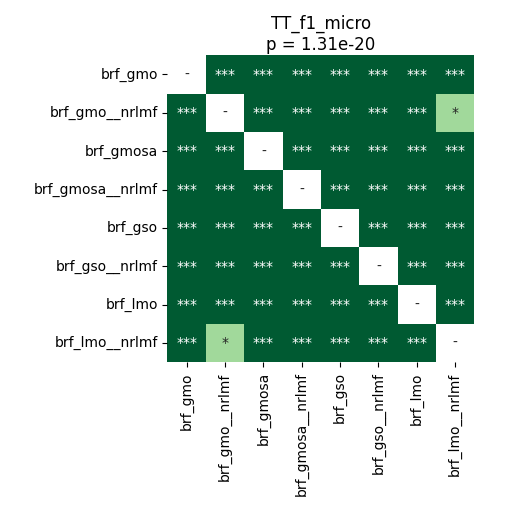 TT_f1_micro
p = 1.31e-20
brf_gmo - *** *** *** *** *** *** ***
brf_gmo__nrlmf *** - *** *** *** *** *** *
brf_gmosa *** *** - *** *** *** *** ***
brf_gmosa__nrlmf *** *** *** - *** *** *** ***
brf_gso *** *** *** *** - *** *** ***
brf_gso__nrlmf *** *** *** *** *** - *** ***
brf_lmo *** *** *** *** *** *** - ***
brf_lmo__nrlmf *** * *** *** *** *** *** -
brf_gmo
brf_gmo__nrlmf
brf_gmosa
brf_gmosa__nrlmf
brf_gso
brf_gso__nrlmf
brf_lmo
brf_lmo__nrlmf